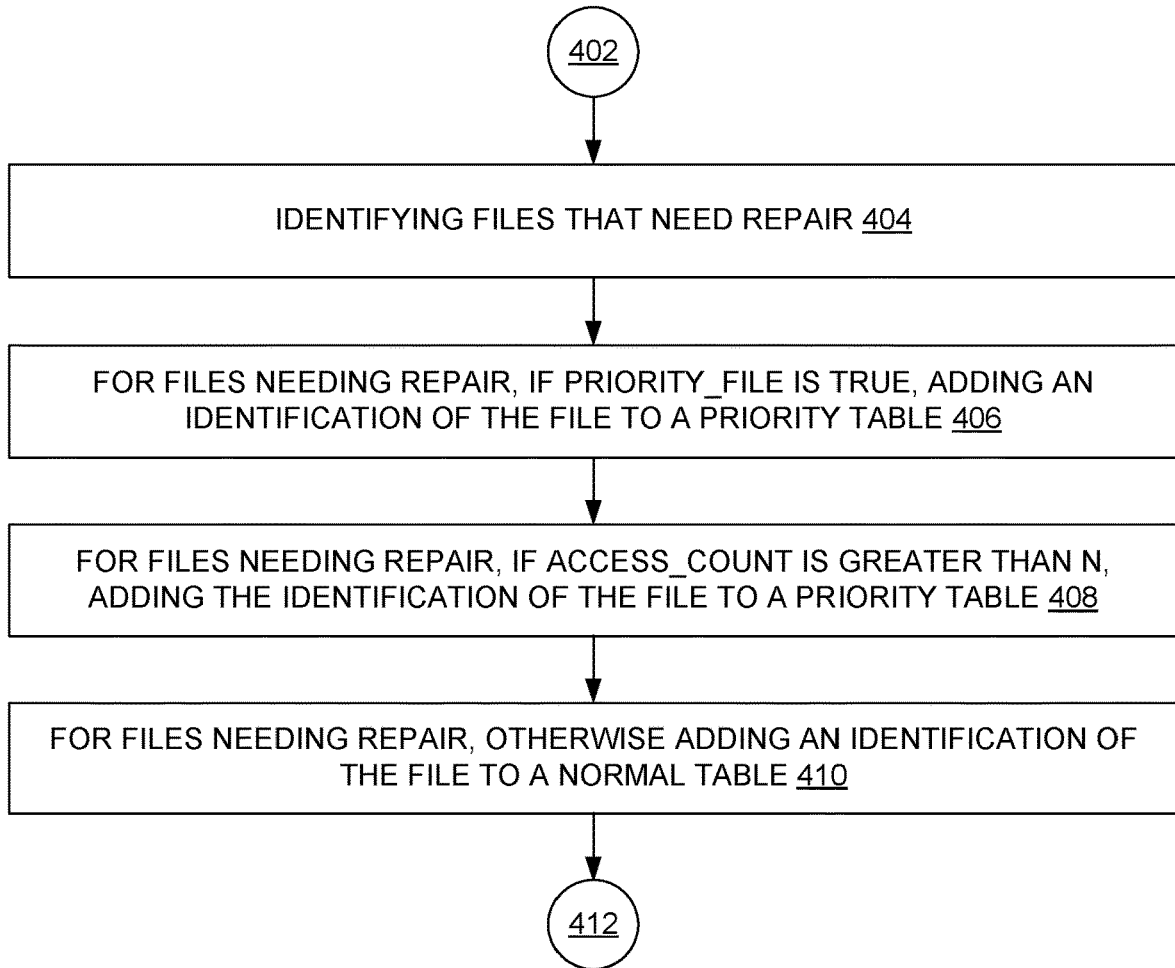 402
IDENTIFYING FILES THAT NEED REPAIR 404
FOR FILES NEEDING REPAIR, IF PRIORITY_FILE IS TRUE, ADDING AN
IDENTIFICATION OF THE FILE TO A PRIORITY TABLE 406
FOR FILES NEEDING REPAIR, IF ACCESS_COUNT IS GREATER THAN N,
ADDING THE IDENTIFICATION OF THE FILE TO A PRIORITY TABLE 408
FOR FILES NEEDING REPAIR, OTHERWISE ADDING AN IDENTIFICATION OF
THE FILE TO A NORMAL TABLE 410
412